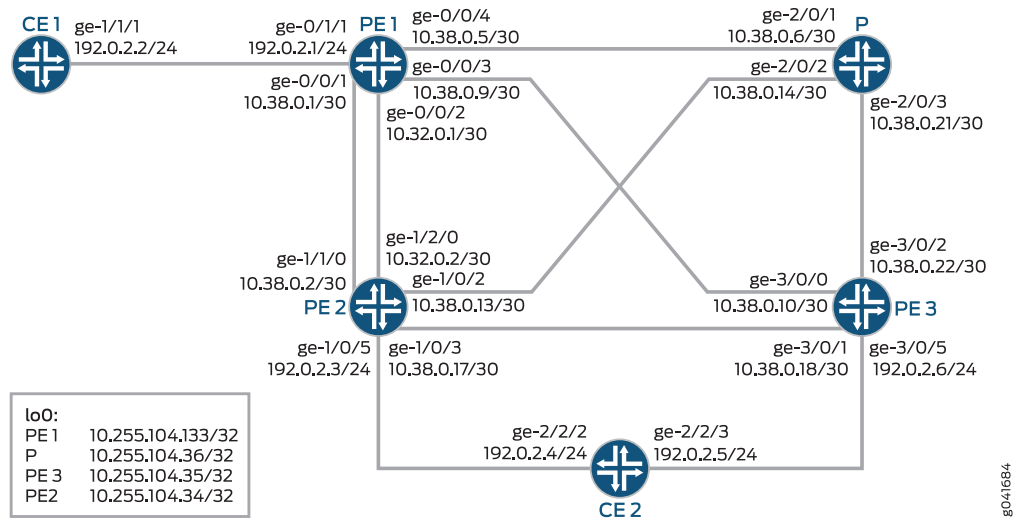 CE 1
ge-1/1/1
192.0.2.2/24
ge-0/1/1
192.0.2.1/24
PE 1
ge-0/0/4
10.38.0.5/30
ge-2/0/1
10.38.0.6/30
P
ge-0/0/1
10.38.0.1/30
ge-0/0/3
10.38.0.9/30
ge-0/0/2
10.32.0.1/30
ge-2/0/2
10.38.0.14/30
ge-2/0/3
10.38.0.21/30
ge-1/1/0
10.38.0.2/30
ge-1/2/0
10.32.0.2/30
ge-1/0/2
10.38.0.13/30
ge-3/0/2
10.38.0.22/30
ge-3/0/0
10.38.0.10/30
PE 2
PE 3
ge-1/0/5
192.0.2.3/24
ge-1/0/3
10.38.0.17/30
ge-3/0/1
10.38.0.18/30
ge-3/0/5
192.0.2.6/24
ge-2/2/2
192.0.2.4/24
ge-2/2/3
192.0.2.5/24
CE 2
lo0:
PE 1 10.255.104.133/32
P 10.255.104.36/32
PE 3 10.255.104.35/32
PE2 10.255.104.34/32
g041684